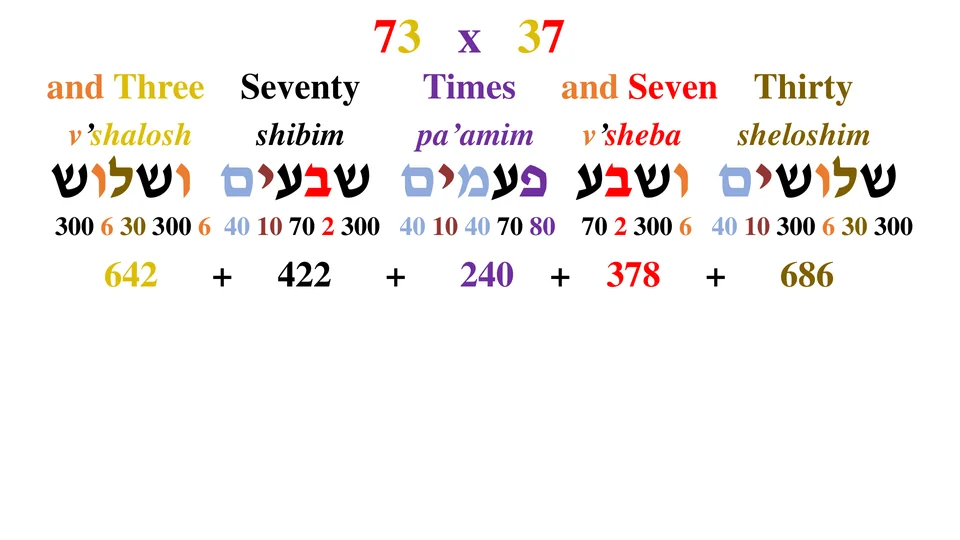 73 x 37
and Three Seventy Times and Seven Thirty
v’shalosh shibim pa’amim v’sheba sheloshim
שלושים ושבע פעמים שבעים ושלוש
300 6 30 300 6 40 10 70 2 300 40 10 40 70 80 70 2 300 6 40 10 300 6 30 300
642 + 422 + 240 + 378 + 686